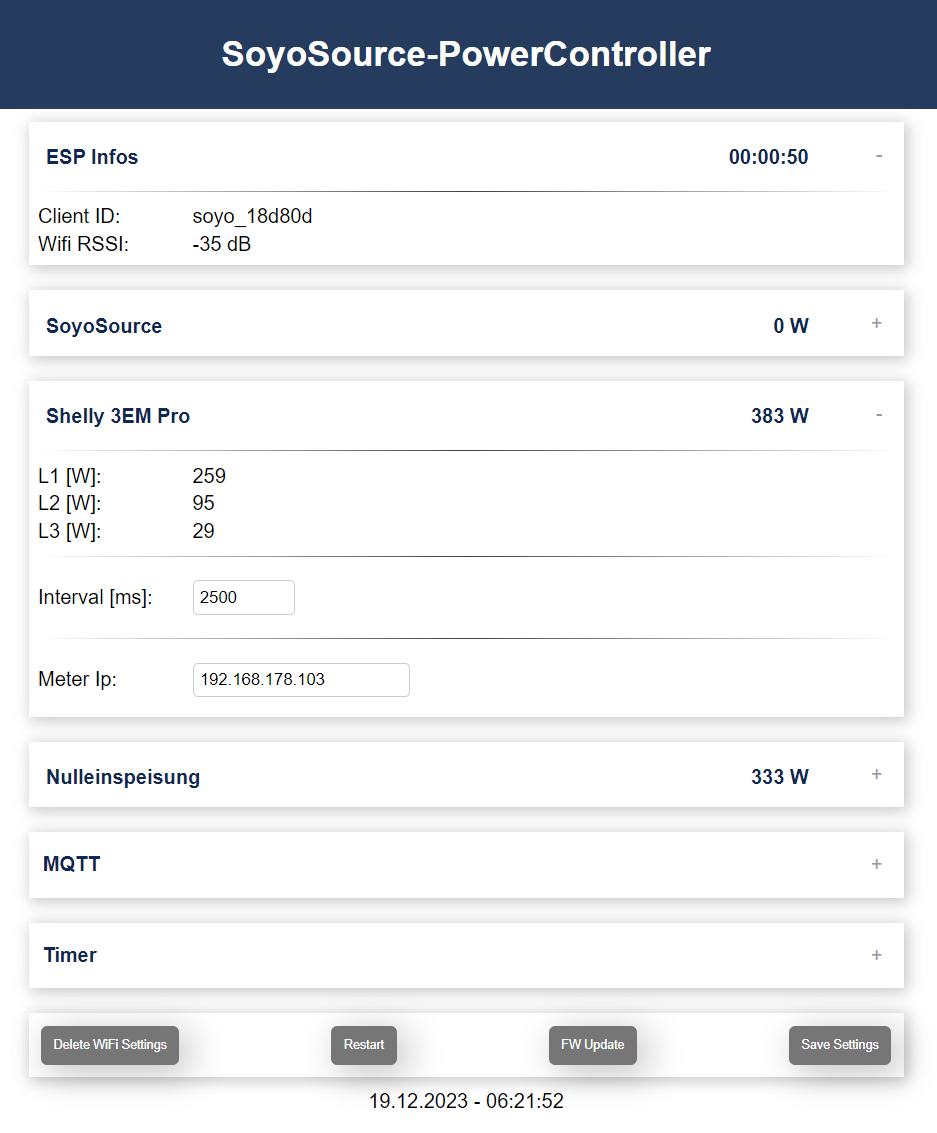 SoyoSource-PowerController
ESP Infos 00:00:50 -
Client ID: soyo_18d80d
Wifi RSSI: -35 dB
SoyoSource 0 W +
Shelly 3EM Pro 383 W -
L1 [W]: 259
L2 [W]: 95
L3 [W]: 29
Interval [ms]: 2500
Meter Ip: 192.168.178.103
Nulleinspeisung 333 W +
MQTT +
Timer +
Delete WiFi Settings Restart FW Update Save Settings
19.12.2023 - 06:21:52